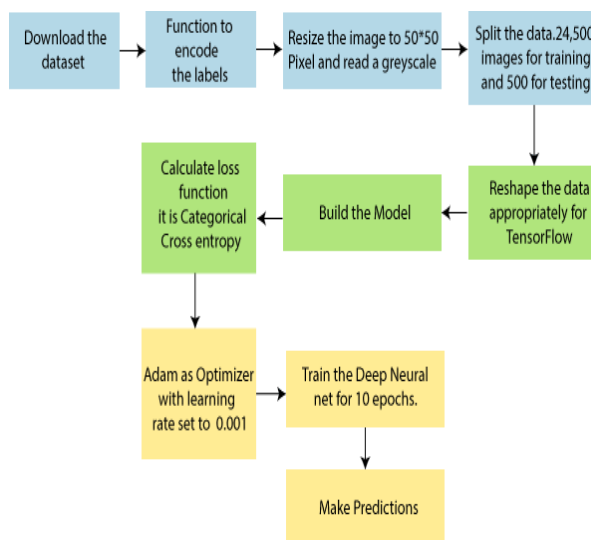 Download the
dataset
Function to
encode
the labels
Resize the image to 50*50
Pixel and read a greyscale
Split the data.24,500
images for training
and 500 for testing
Reshape the data
appropriately for
TensorFlow
Build the Model
Calculate loss
function
it is Categorical
Cross entropy
Adam as Optimizer
with learning
rate set to 0.001
Train the Deep Neural
net for 10 epochs.
Make Predictions